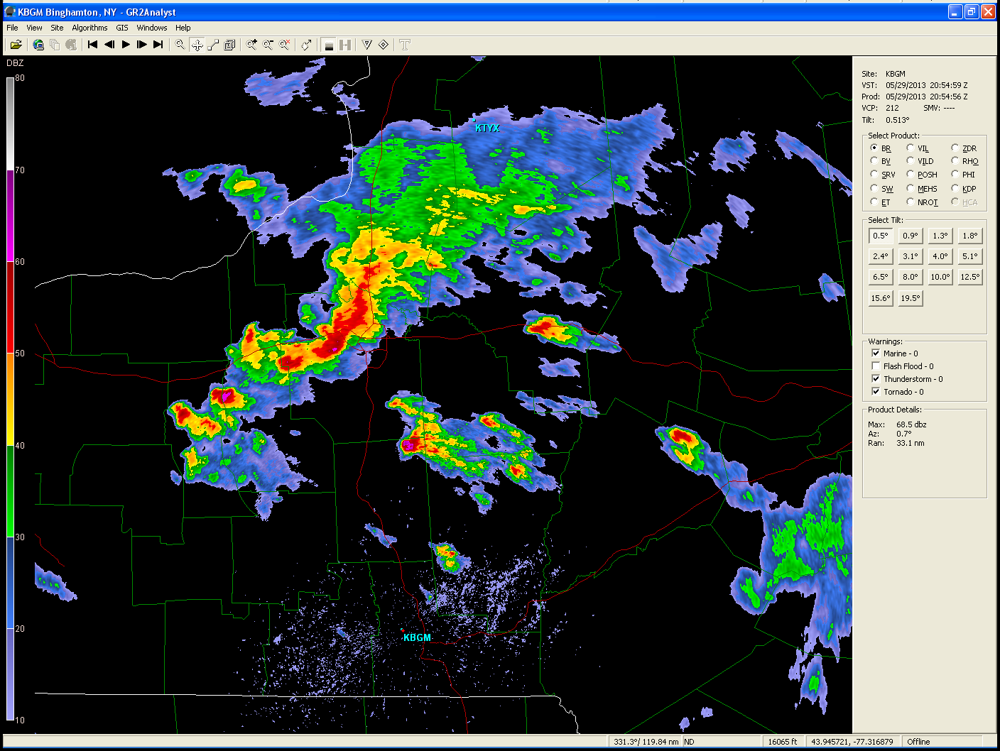 KBGM Binghamton, NY - GR2Analyst
File View Site Algorithms GIS Windows Help
DBZ
80
70
60
50
40
30
20
10
KTYX
KBGM
Site: KBGM
VST: 05/29/2013 20:54:59 Z
Prod: 05/29/2013 20:54:56 Z
VCP: 212 SMV: ----
Tilt: 0.513°
Select Product:
BR VIL ZDR
BV VILD RHO
SRV POSH PHI
SW MEHS KDP
ET NROT HCA
Select Tilt:
0.5° 0.9° 1.3° 1.8°
2.4° 3.1° 4.0° 5.1°
6.5° 8.0° 10.0° 12.5°
15.6° 19.5°
Warnings:
Marine - 0
Flash Flood - 0
Thunderstorm - 0
Tornado - 0
Product Details:
Max: 68.5 dbz
Az: 0.7°
Ran: 33.1 nm
331.3°/ 119.84 nm ND 16065 ft 43.945721, -77.316879 Offline